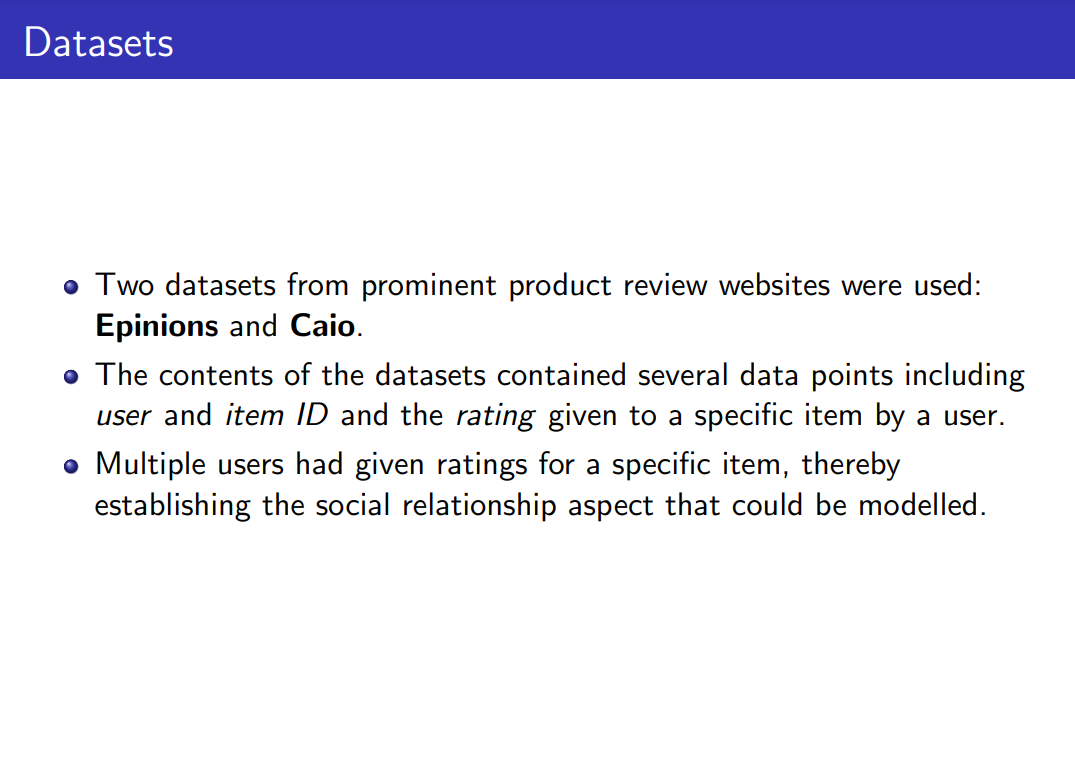 Datasets
Two datasets from prominent product review websites were used:
Epinions and Caio.
The contents of the datasets contained several data points including
user and item ID and the rating given to a specific item by a user.
Multiple users had given ratings for a specific item, thereby
establishing the social relationship aspect that could be modelled.